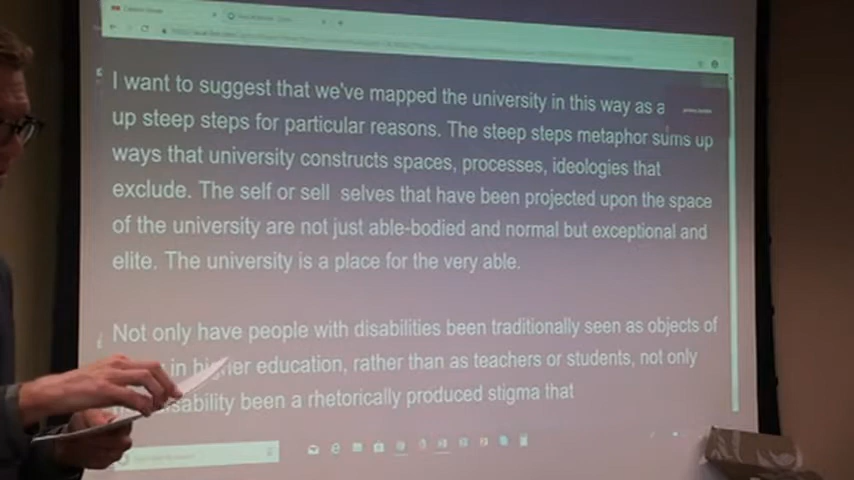 I want to suggest that we've mapped the university in this way as a
up steep steps for particular reasons. The steep steps metaphor sums up
ways that university constructs spaces, processes, ideologies that
exclude. The self or sell selves that have been projected upon the space
of the university are not just able-bodied and normal but exceptional and
elite. The university is a place for the very able.
Not only have people with disabilities been traditionally seen as objects of
in higher education, rather than as teachers or students, not only
disability been a rhetorically produced stigma that